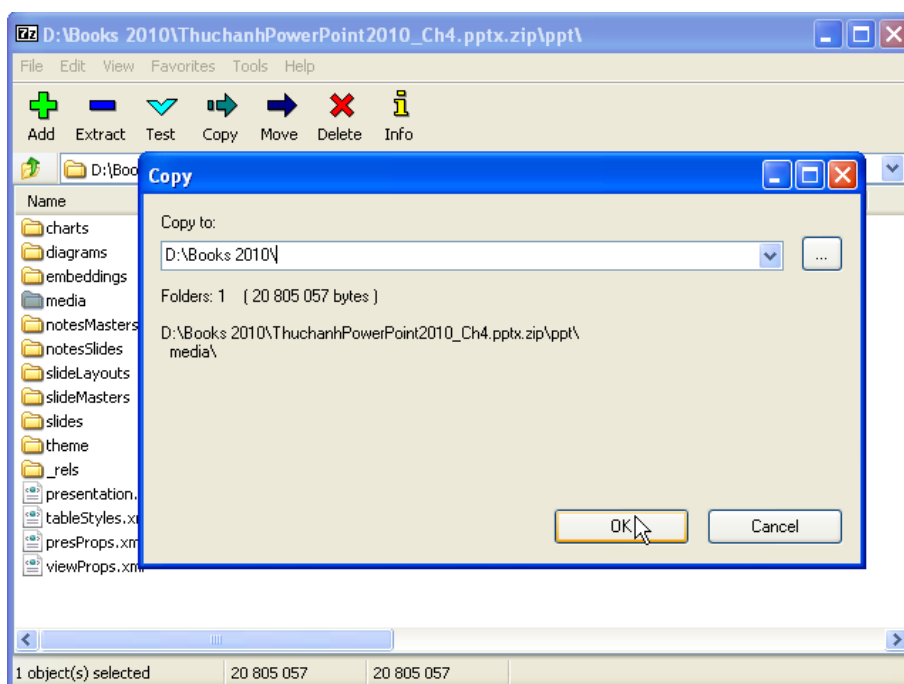 7z D:\Books 2010\ThuchanhPowerPoint2010_Ch4.pptx.zip\ppt\
File Edit View Favorites Tools Help
Add Extract Test Copy Move Delete Info
D:\Boo
Copy
Name
Copy to:
charts
D:\Books 2010\
...
diagrams
embeddings
Folders: 1 ( 20 805 057 bytes )
media
notesMasters
D:\Books 2010\ThuchanhPowerPoint2010_Ch4.pptx.zip\ppt\
notesSlides
media\
slideLayouts
slideMasters
slides
theme
_rels
presentation.
tableStyles.x
OK Cancel
presProps.xm
viewProps.xm
1 object(s) selected 20 805 057 20 805 057